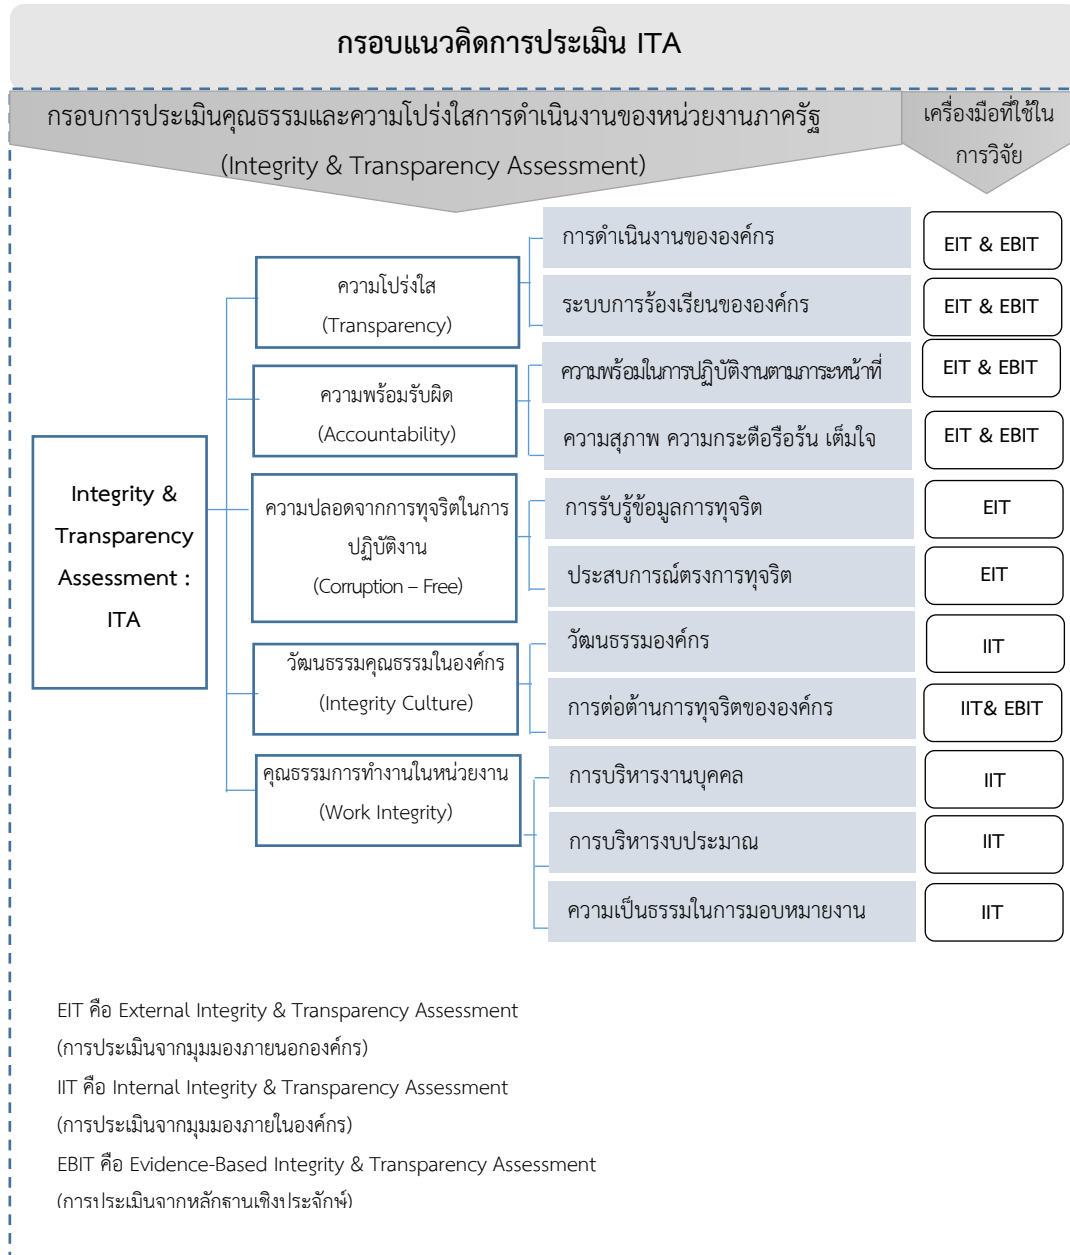 กรอบแนวคิดการประเมิน ITA
กรอบการประเมินคุณธรรมและความโปร่งใสการดำเนินงานของหน่วยงานภาครัฐ
(Integrity & Transparency Assessment)
เครื่องมือที่ใช้ใน
การวิจัย
Integrity &
Transparency
Assessment :
ITA
ความโปร่งใส
(Transparency)
การดำเนินงานขององค์กร
EIT & EBIT
ระบบการร้องเรียนขององค์กร
EIT & EBIT
ความพร้อมรับผิด
(Accountability)
ความพร้อมในการปฏิบัติงานตามภาระหน้าที่
EIT & EBIT
ความสุภาพ ความกระตือรือร้น เต็มใจ
EIT & EBIT
ความปลอดจากการทุจริตในการ
ปฏิบัติงาน
(Corruption – Free)
การรับรู้ข้อมูลการทุจริต
EIT
ประสบการณ์ตรงการทุจริต
EIT
วัฒนธรรมคุณธรรมในองค์กร
(Integrity Culture)
วัฒนธรรมองค์กร
IIT
การต่อต้านการทุจริตขององค์กร
IIT& EBIT
คุณธรรมการทำงานในหน่วยงาน
(Work Integrity)
การบริหารงานบุคคล
IIT
การบริหารงบประมาณ
IIT
ความเป็นธรรมในการมอบหมายงาน
IIT
EIT คือ External Integrity & Transparency Assessment
(การประเมินจากมุมมองภายนอกองค์กร)
IIT คือ Internal Integrity & Transparency Assessment
(การประเมินจากมุมมองภายในองค์กร)
EBIT คือ Evidence-Based Integrity & Transparency Assessment
(การประเมินจากหลักฐานเชิงประจักษ์)